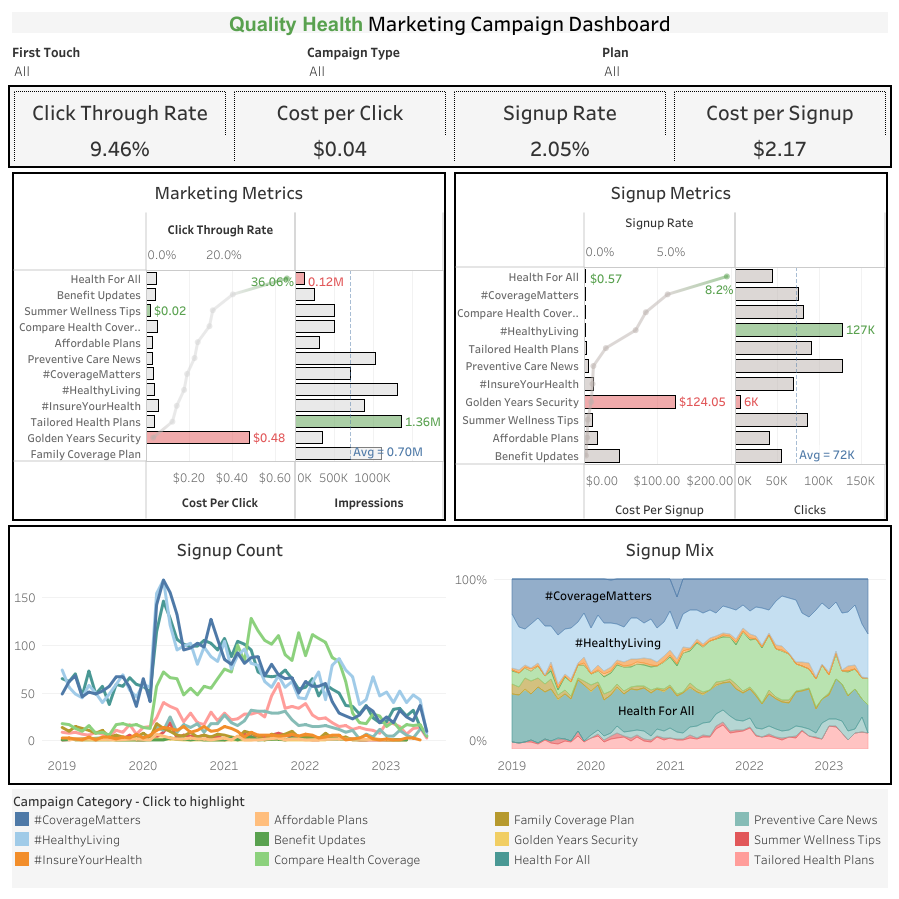 Quality Health Marketing Campaign Dashboard
First Touch Campaign Type Plan
All All All
Click Through Rate Cost per Click Signup Rate Cost per Signup
9.46% $0.04 2.05% $2.17
Marketing Metrics
Click Through Rate
0.0% 20.0%
Health For All 36.06% 0.12M
Benefit Updates
Summer Wellness Tips $0.02
Compare Health Cover..
Affordable Plans
Preventive Care News
#CoverageMatters
#HealthyLiving
#InsureYourHealth
Tailored Health Plans 1.36M
Golden Years Security $0.48
Family Coverage Plan Avg = 0.70M
$0.20 $0.40 $0.60 0K 500K 1000K
Cost Per Click Impressions
Signup Metrics
Signup Rate
0.0% 5.0%
Health For All $0.57
#CoverageMatters 8.2%
Compare Health Cover..
#HealthyLiving 127K
Tailored Health Plans
Preventive Care News
#InsureYourHealth
Golden Years Security $124.05 6K
Summer Wellness Tips
Affordable Plans
Benefit Updates Avg = 72K
$0.00 $100.00 $200.00 0K 50K 100K 150K
Cost Per Signup Clicks
Signup Count
150
100
50
0
2019 2020 2021 2022 2023
Signup Mix
100%
#CoverageMatters
#HealthyLiving
Health For All
0%
2019 2020 2021 2022 2023
Campaign Category - Click to highlight
#CoverageMatters Affordable Plans Family Coverage Plan Preventive Care News
#HealthyLiving Benefit Updates Golden Years Security Summer Wellness Tips
#InsureYourHealth Compare Health Coverage Health For All Tailored Health Plans